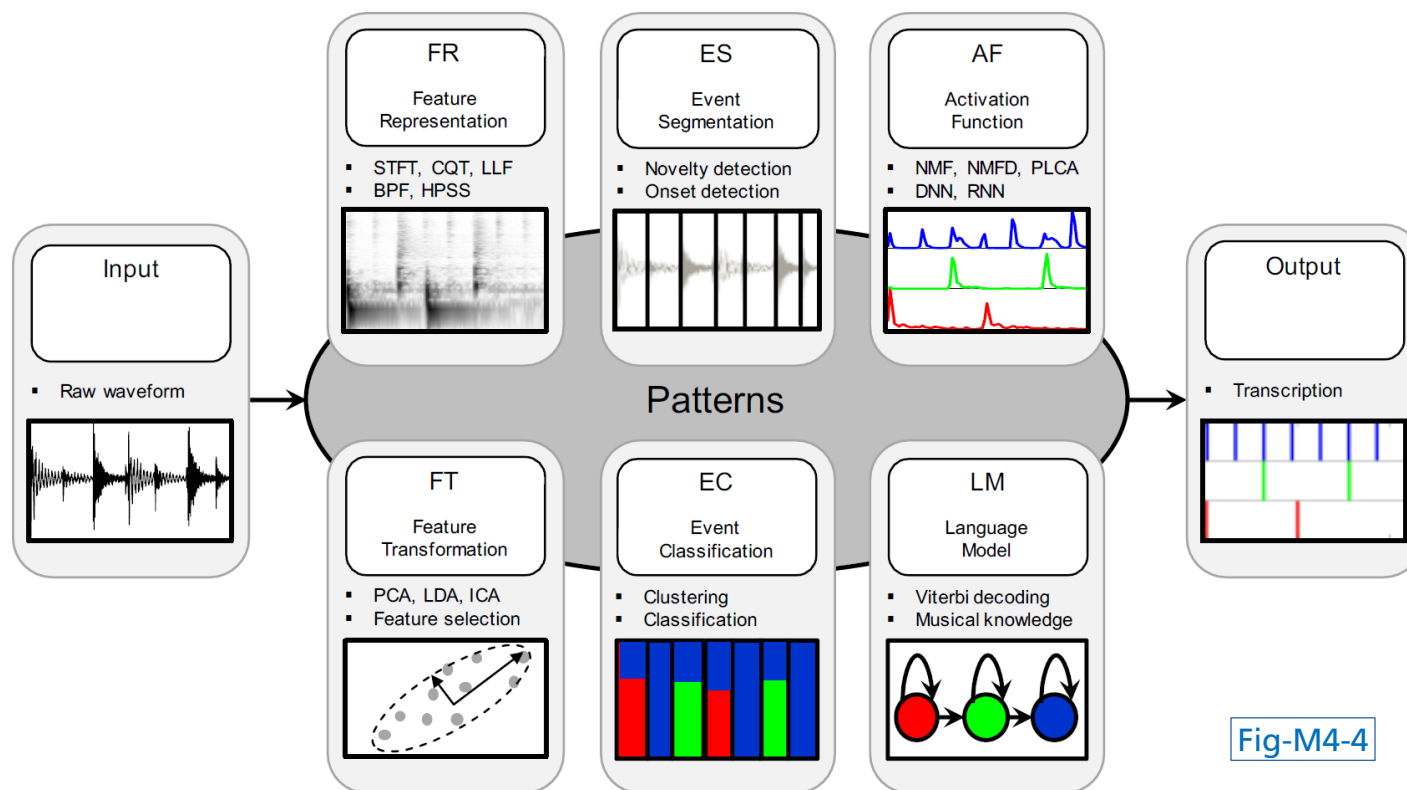 FR
Feature
Representation
▪ STFT, CQT, LLF
▪ BPF, HPSS
ES
Event
Segmentation
▪ Novelty detection
▪ Onset detection
AF
Activation
Function
▪ NMF, NMFD, PLCA
▪ DNN, RNN
Input
▪ Raw waveform
Patterns
Output
▪ Transcription
FT
Feature
Transformation
▪ PCA, LDA, ICA
▪ Feature selection
EC
Event
Classification
▪ Clustering
▪ Classification
LM
Language
Model
▪ Viterbi decoding
▪ Musical knowledge
Fig-M4-4